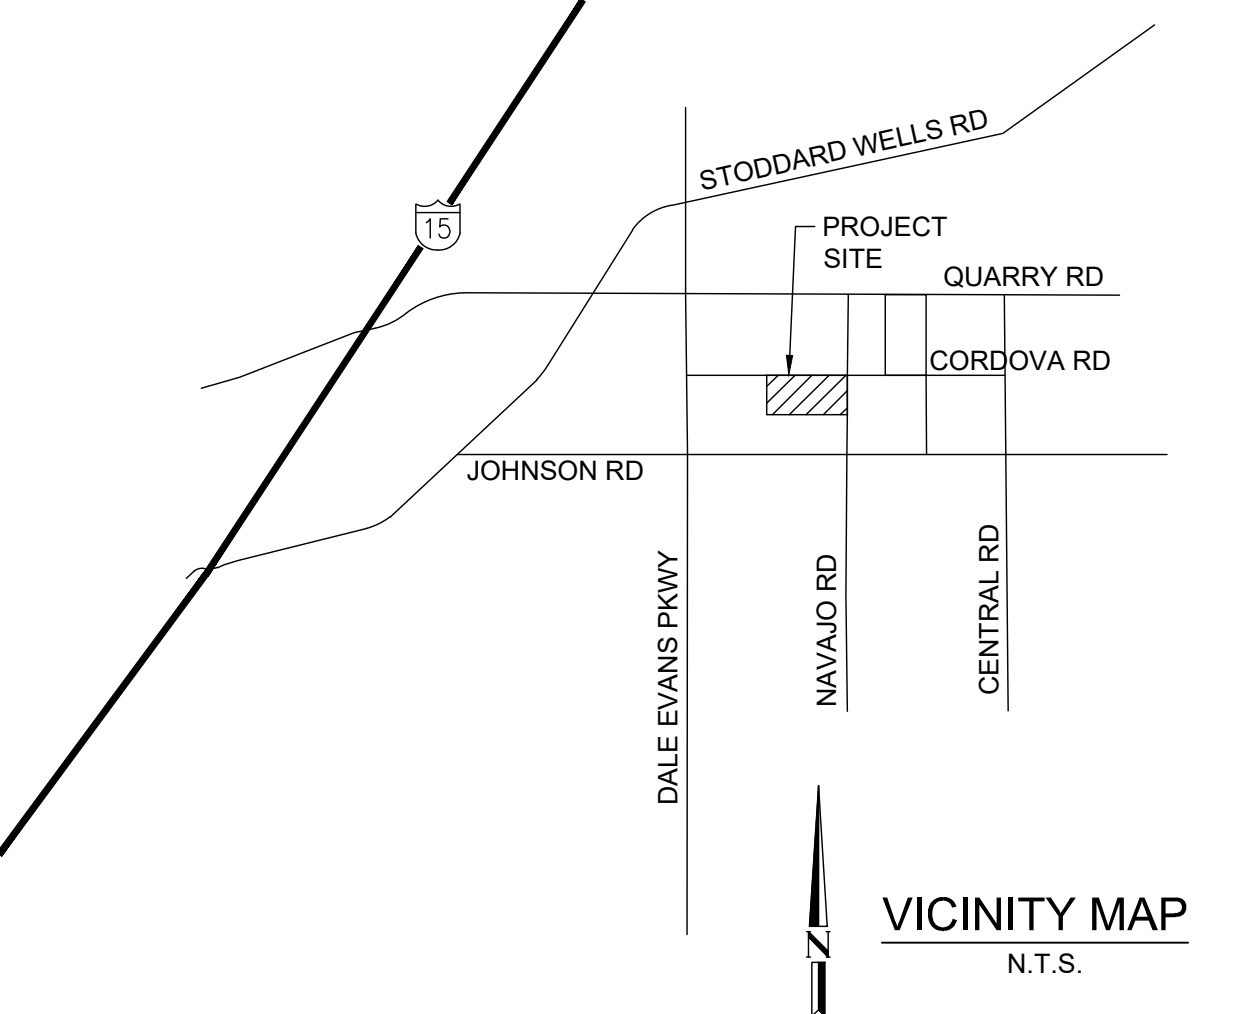 STODDARD WELLS RD
15
PROJECT
SITE
QUARRY RD
CORDOVA RD
JOHNSON RD
DALE EVANS PKWY
NAVAJO RD
CENTRAL RD
N
VICINITY MAP
N.T.S.